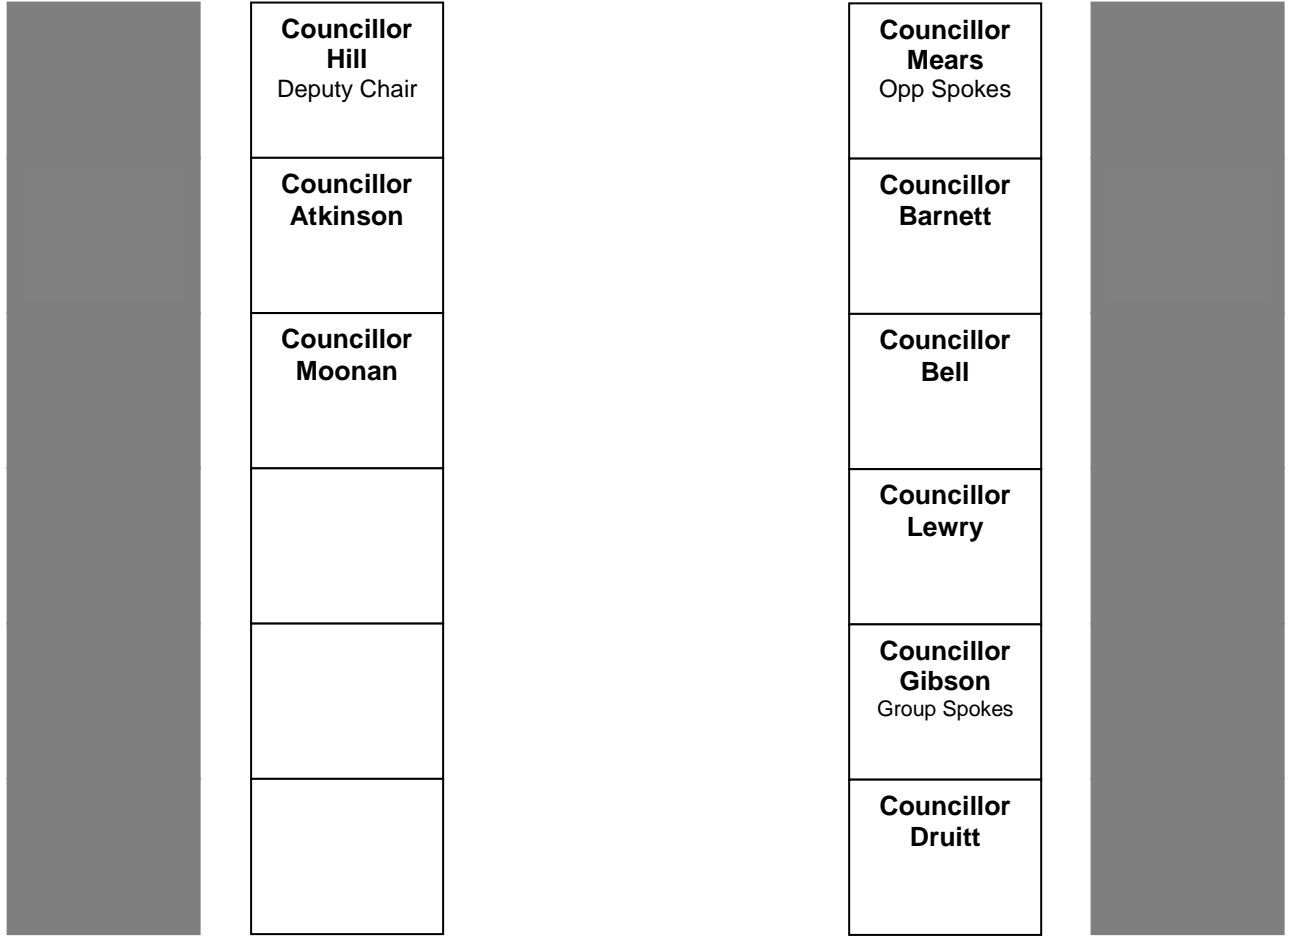 Councillor
Hill
Deputy Chair
Councillor
Atkinson
Councillor
Moonan
Councillor
Mears
Opp Spokes
Councillor
Barnett
Councillor
Bell
Councillor
Lewry
Councillor
Gibson
Group Spokes
Councillor
Druitt